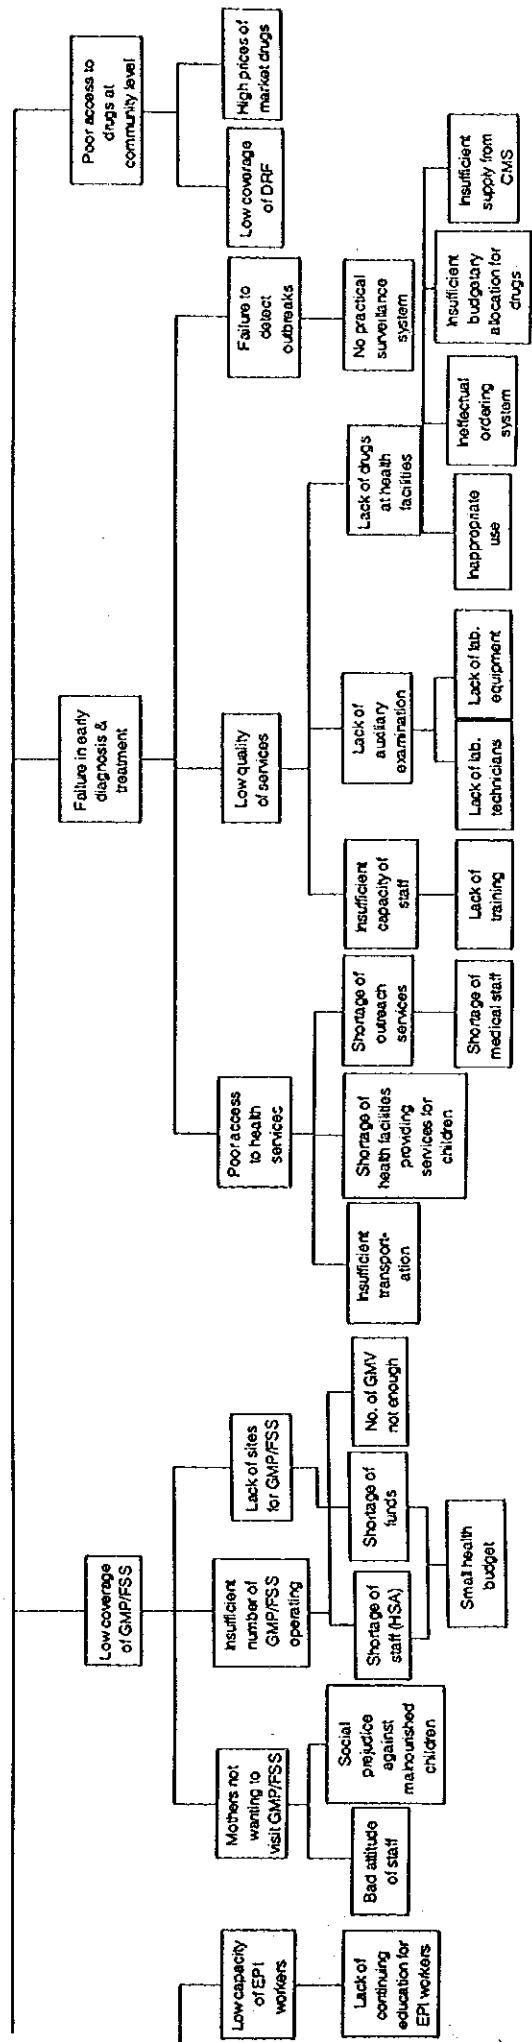 Low capacity
of EPI
workers
Lack of
continuing
education for
EPI workers
Low coverage
of GMP/FSS
Mothers not
wanting to
visit GMP/FSS
Bad attitude
of staff
Social
prejudice
against
malnourished
children
Insufficient
number of
GMP/FSS
operating
Lack of sites
for GMP/FSS
Shortage of
staff (HSA)
Shortage of
funds
No. of GMV
not enough
Small health
budget
Failure in early
diagnosis &
treatment
Poor access
to health
services
Insufficient
transport-
ation
Shortage of
health facilities
providing
services for
children
Shortage of
outreach
services
Shortage of
medical staff
Low quality
of services
Insufficient
capacity of
staff
Lack of
training
Lack of
auxiliary
examination
Lack of lab.
technicians
Lack of lab.
equipment
Lack of drugs
at health
facilities
Inappropriate
use
Ineffectual
ordering
system
Insufficient
budgetary
allocation for
drugs
Insufficient
supply from
CMS
Failure to
detect
outbreaks
No practical
surveillance
system
Poor access to
drugs at
community level
Low coverage
of DRF
High prices of
market drugs